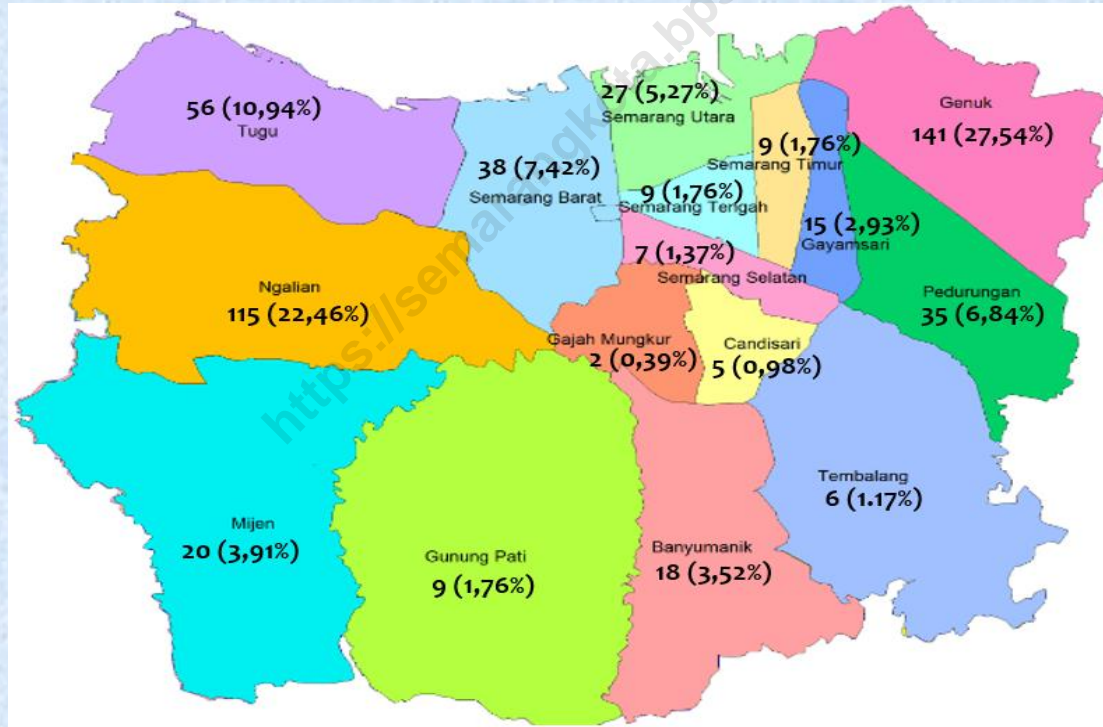 56 (10,94%)
Tugu
38 (7,42%)
Semarang Barat
27 (5,27%)
Semarang Utara
9 (1,76%)
Semarang Timur
9 (1,76%)
Semarang Tengah
Genuk
141 (27,54%)
15 (2,93%)
Gayamsari
7 (1,37%)
Semarang Selatan
Pedurungan
35 (6,84%)
Ngalian
115 (22,46%)
Gajah Mungkur
2 (0,39%)
Candisari
5 (0,98%)
Tembalang
6 (1.17%)
Mijen
20 (3,91%)
Gunung Pati
9 (1,76%)
Banyumanik
18 (3,52%)
https://semarangkota.bps